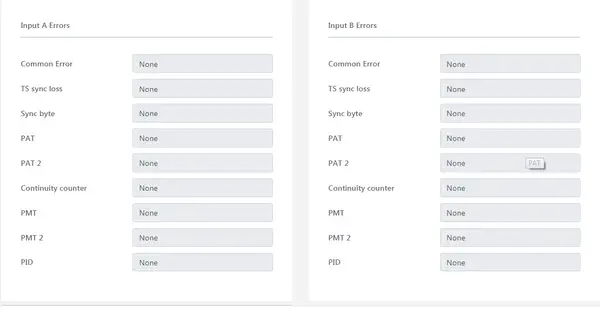 Input A Errors
Common Error None
TS sync loss None
Sync byte None
PAT None
PAT 2 None
Continuity counter None
PMT None
PMT 2 None
PID None
Input B Errors
Common Error None
TS sync loss None
Sync byte None
PAT None
PAT 2 None PAT
Continuity counter None
PMT None
PMT 2 None
PID None